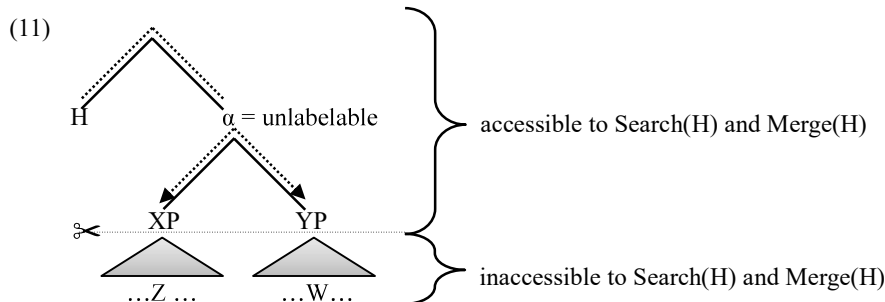 (11)
H
α = unlabelable
accessible to Search(H) and Merge(H)
XP YP
…Z … …W…
inaccessible to Search(H) and Merge(H)